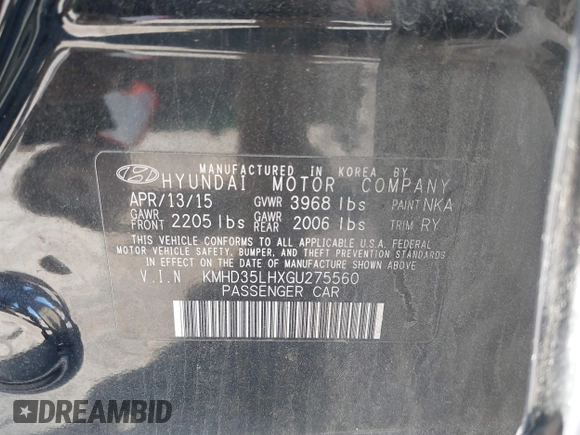 MANUFACTURED IN KOREA BY
HYUNDAI MOTOR COMPANY
APR/13/15 GVWR 3968 lbs PAINT NKA
GAWR FRONT 2205 lbs GAWR REAR 2006 lbs TRIM RY
THIS VEHICLE CONFORMS TO ALL APPLICABLE U.S.A. FEDERAL
MOTOR VEHICLE SAFETY, BUMPER, AND THEFT PREVENTION STANDARDS
IN EFFECT ON THE DATE OF MANUFACTURE SHOWN ABOVE
V.I.N KMHD35LHXGU275560
PASSENGER CAR
DREAMBID